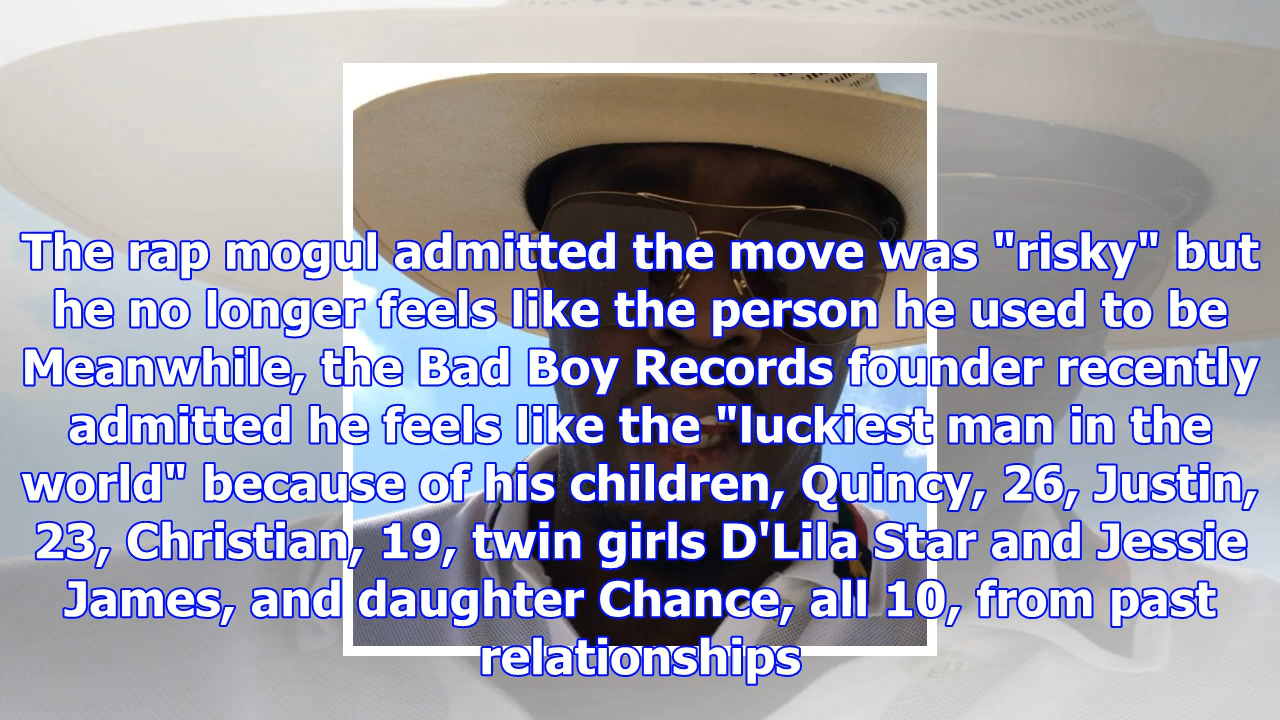 The rap mogul admitted the move was "risky" but
he no longer feels like the person he used to be
Meanwhile, the Bad Boy Records founder recently
admitted he feels like the "luckiest man in the
world" because of his children, Quincy, 26, Justin,
23, Christian, 19, twin girls D'Lila Star and Jessie
James, and daughter Chance, all 10, from past
relationships